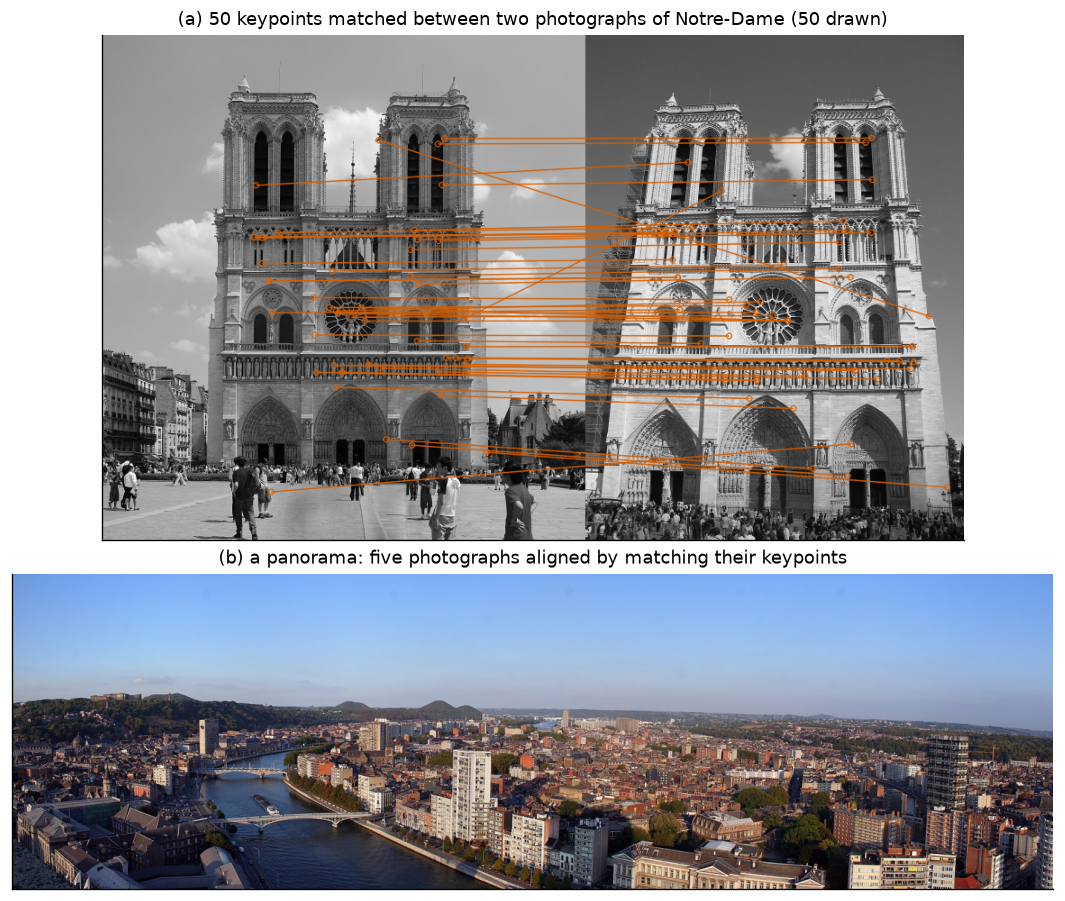 (a) 50 keypoints matched between two photographs of Notre-Dame (50 drawn)
(b) a panorama: five photographs aligned by matching their keypoints